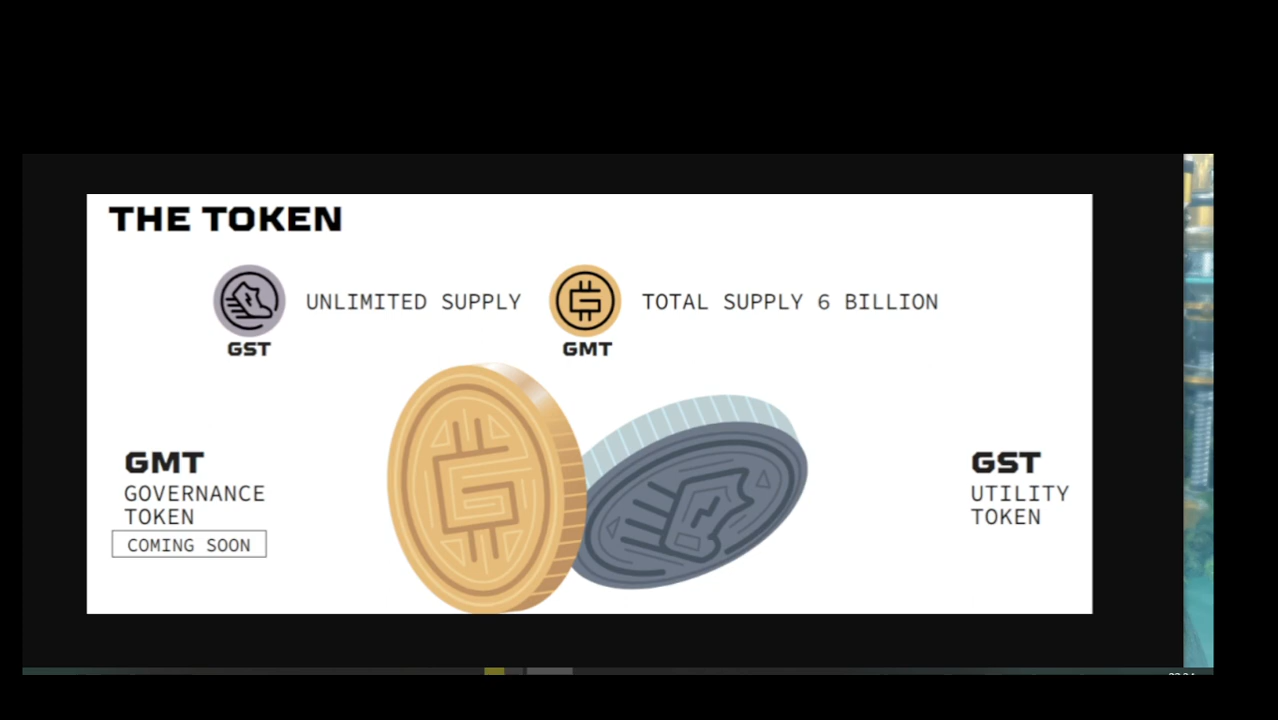 THE TOKEN
UNLIMITED SUPPLY
TOTAL SUPPLY 6 BILLION
GST
GMT
GMT
GOVERNANCE
TOKEN
COMING SOON
GST
UTILITY
TOKEN